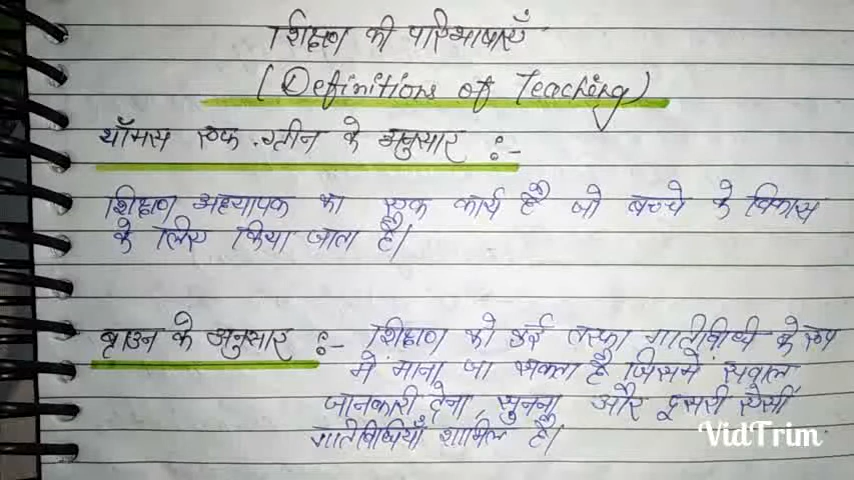 शिक्षण की परिभाषाएँ
(Definitions of Teaching)
थॉमस एफ. ग्रीन के अनुसार :-
शिक्षण अध्यापक का एक कार्य है जो बच्चे के विकास
के लिए किया जाता है।
ब्राउन के अनुसार :- शिक्षण को कई तरफा गतिविधि के रूप
में माना जा सकता है जिसमें सवाल
जानकारी देना, सुनना और दूसरी ऐसी
गतिविधियाँ शामिल है।
VidTrim